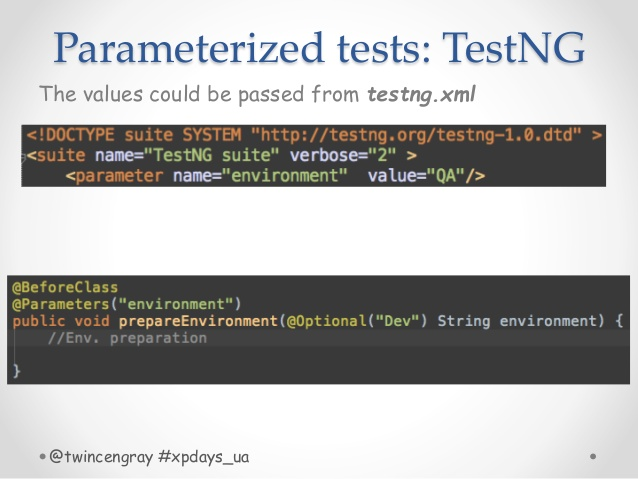 Parameterized tests: TestNG
The values could be passed from testng.xml
<!DOCTYPE suite SYSTEM "http://testng.org/testng-1.0.dtd" >
<suite name="TestNG suite" verbose="2" >
<parameter name="environment"  value="QA"/>
@BeforeClass
@Parameters("environment")
public void prepareEnvironment(@Optional("Dev") String environment) {
//Env. preparation
}
@twincengray #xpdays_ua